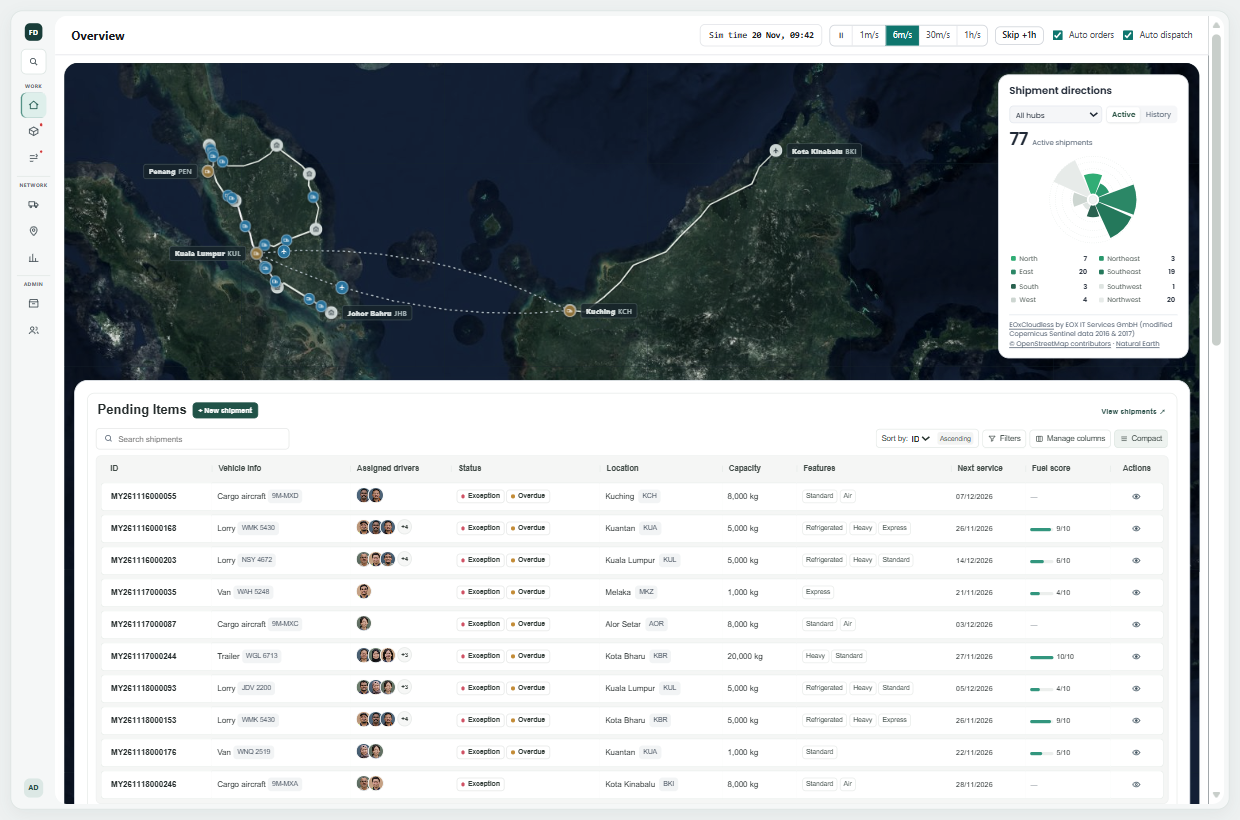 FD
Overview
Sim time 20 Nov, 09:42
1m/s 6m/s 30m/s 1h/s
Skip +1h
Auto orders
Auto dispatch
WORK
NETWORK
ADMIN
AD
Penang PEN
Kuala Lumpur KUL
Johor Bahru JHB
Kuching KCH
Kota Kinabalu BKI
Shipment directions
All hubs
Active History
77 Active shipments
North 7 Northeast 3
East 20 Southeast 19
South 3 Southwest 1
West 4 Northwest 20
EOxCloudless by EOX IT Services GmbH (modified
Copernicus Sentinel data 2016 & 2017)
© OpenStreetMap contributors · Natural Earth
Pending Items
+ New shipment
View shipments ↗
Search shipments
Sort by: ID Ascending
Filters
Manage columns
Compact
ID Vehicle info Assigned drivers Status Location Capacity Features Next service Fuel score Actions
MY261116000055 Cargo aircraft 9M-MXD Exception Overdue Kuching KCH 8,000 kg Standard Air 07/12/2026 —
MY261116000168 Lorry WMK 5430 +4 Exception Overdue Kuantan KUA 5,000 kg Refrigerated Heavy Express 26/11/2026 9/10
MY261116000203 Lorry NSY 4672 +4 Exception Overdue Kuala Lumpur KUL 5,000 kg Refrigerated Heavy Standard 14/12/2026 6/10
MY261117000035 Van WAH 5248 Exception Overdue Melaka MKZ 1,000 kg Express 21/11/2026 4/10
MY261117000087 Cargo aircraft 9M-MXC Exception Overdue Alor Setar AOR 8,000 kg Standard Air 03/12/2026 —
MY261117000244 Trailer WGL 6713 +3 Exception Overdue Kota Bharu KBR 20,000 kg Heavy Standard 27/11/2026 10/10
MY261118000093 Lorry JDV 2200 +3 Exception Overdue Kuala Lumpur KUL 5,000 kg Refrigerated Heavy Standard 05/12/2026 4/10
MY261118000153 Lorry WMK 5430 +4 Exception Overdue Kota Bharu KBR 5,000 kg Refrigerated Heavy Express 26/11/2026 9/10
MY261118000176 Van WNQ 2519 Exception Overdue Kuantan KUA 1,000 kg Standard 22/11/2026 5/10
MY261118000246 Cargo aircraft 9M-MXA Exception Kota Kinabalu BKI 8,000 kg Standard Air 28/11/2026 —